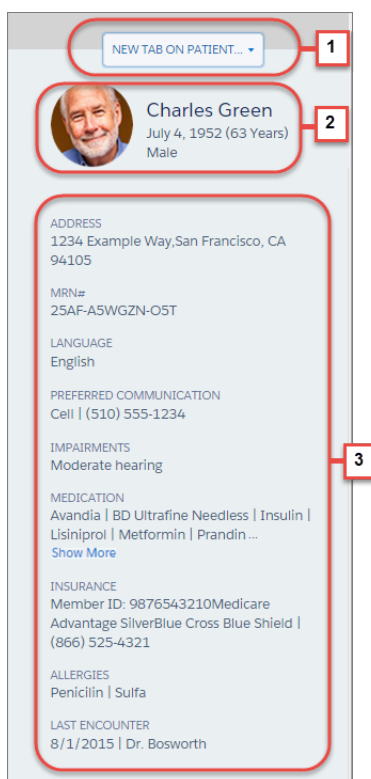 NEW TAB ON PATIENT...
1
Charles Green
July 4, 1952 (63 Years)
Male
2
ADDRESS
1234 Example Way,San Francisco, CA
94105
MRN#
25AF-A5WGZN-O5T
LANGUAGE
English
PREFERRED COMMUNICATION
Cell | (510) 555-1234
IMPAIRMENTS
Moderate hearing
3
MEDICATION
Avandia | BD Ultrafine Needless | Insulin |
Lisiniprol | Metformin | Prandin ...
Show More
INSURANCE
Member ID: 9876543210Medicare
Advantage SilverBlue Cross Blue Shield |
(866) 525-4321
ALLERGIES
Penicilin | Sulfa
LAST ENCOUNTER
8/1/2015 | Dr. Bosworth